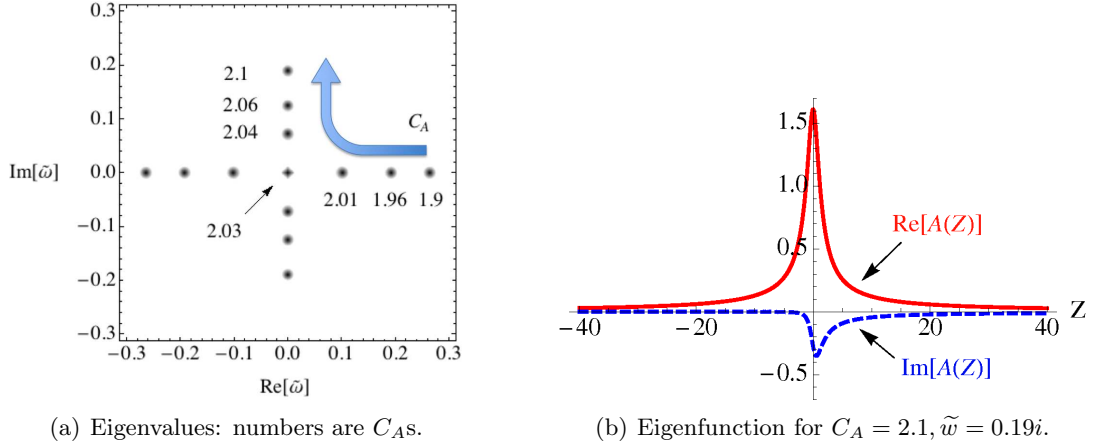 0.3
0.2
0.1
0.0
−0.1
−0.2
−0.3
Im[ω̃]
2.1
2.06
2.04
C_A
2.01 1.96 1.9
2.03
−0.3 −0.2 −0.1 0.0 0.1 0.2 0.3
Re[ω̃]
(a) Eigenvalues: numbers are C_As.
1.5
1.0
0.5
−0.5
Re[A(Z)]
−40 −20 20 40 Z
Im[A(Z)]
(b) Eigenfunction for C_A = 2.1, w̃ = 0.19i.